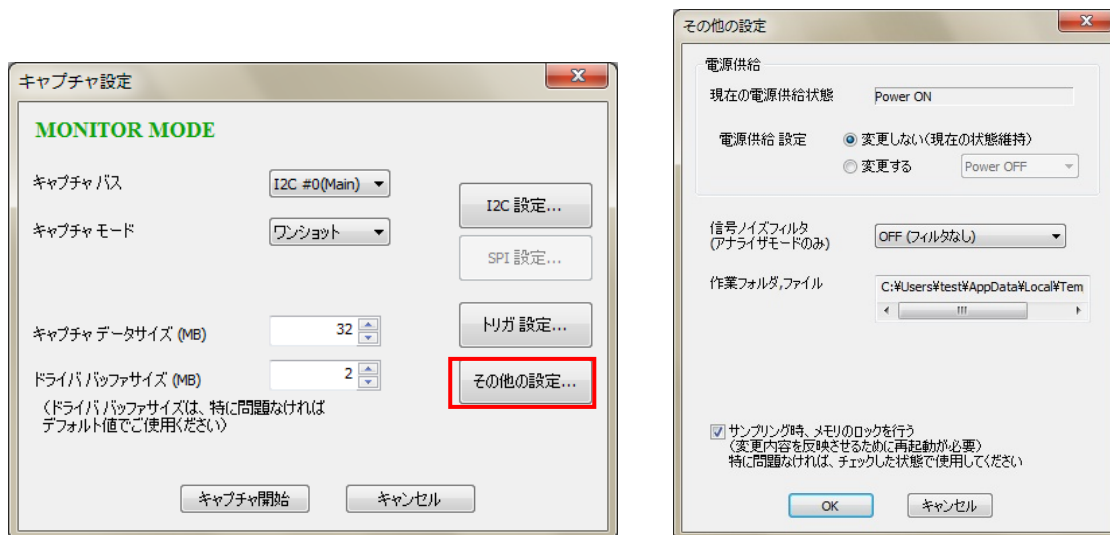 キャプチャ設定
MONITOR MODE
キャプチャ バス
I2C #0(Main)
I2C 設定...
キャプチャ モード
ワンショット
SPI 設定...
トリガ 設定...
キャプチャ データサイズ (MB)
32
ドライバ バッファサイズ (MB)
2
その他の設定...
(ドライバ バッファサイズは、特に問題なければ
デフォルト値でご使用ください)
キャプチャ開始
キャンセル
その他の設定
電源供給
現在の電源供給状態
Power ON
電源供給 設定
変更しない(現在の状態維持)
変更する
Power OFF
信号ノイズフィルタ
(アナライザモードのみ)
OFF (フィルタなし)
作業フォルダ,ファイル
C:¥Users¥test¥AppData¥Local¥Tem
サンプリング時、メモリのロックを行う
(変更内容を反映させるために再起動が必要)
特に問題なければ、チェックした状態で使用してください
OK
キャンセル